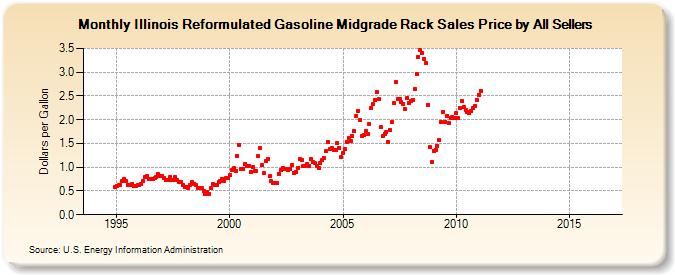 Monthly Illinois Reformulated Gasoline Midgrade Rack Sales Price by All Sellers
Dollars per Gallon
3.5
3.0
2.5
2.0
1.5
1.0
0.5
0.0
1995 2000 2005 2010 2015
Source: U.S. Energy Information Administration